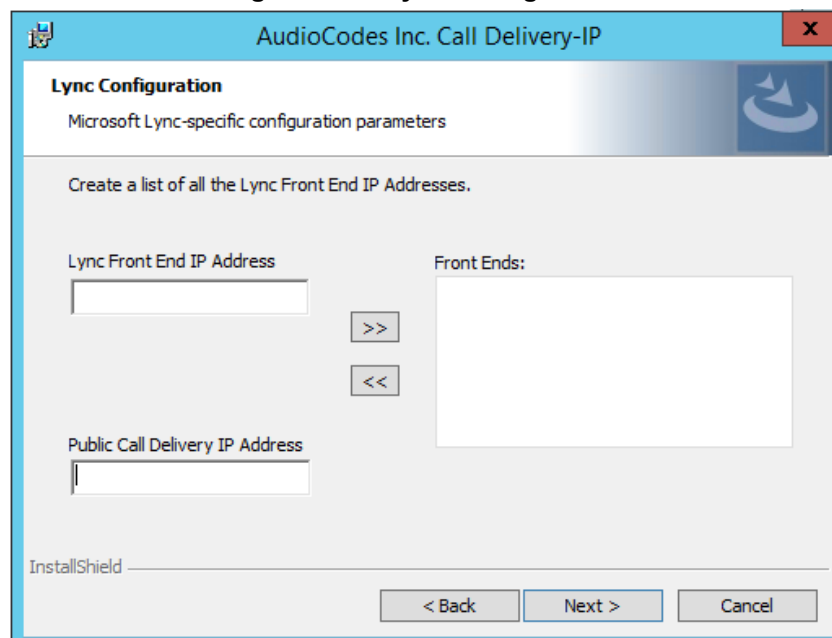 AudioCodes Inc. Call Delivery-IP
x
Lync Configuration
Microsoft Lync-specific configuration parameters
Create a list of all the Lync Front End IP Addresses.
Lync Front End IP Address
Front Ends:
>>
<<
Public Call Delivery IP Address
InstallShield
< Back
Next >
Cancel